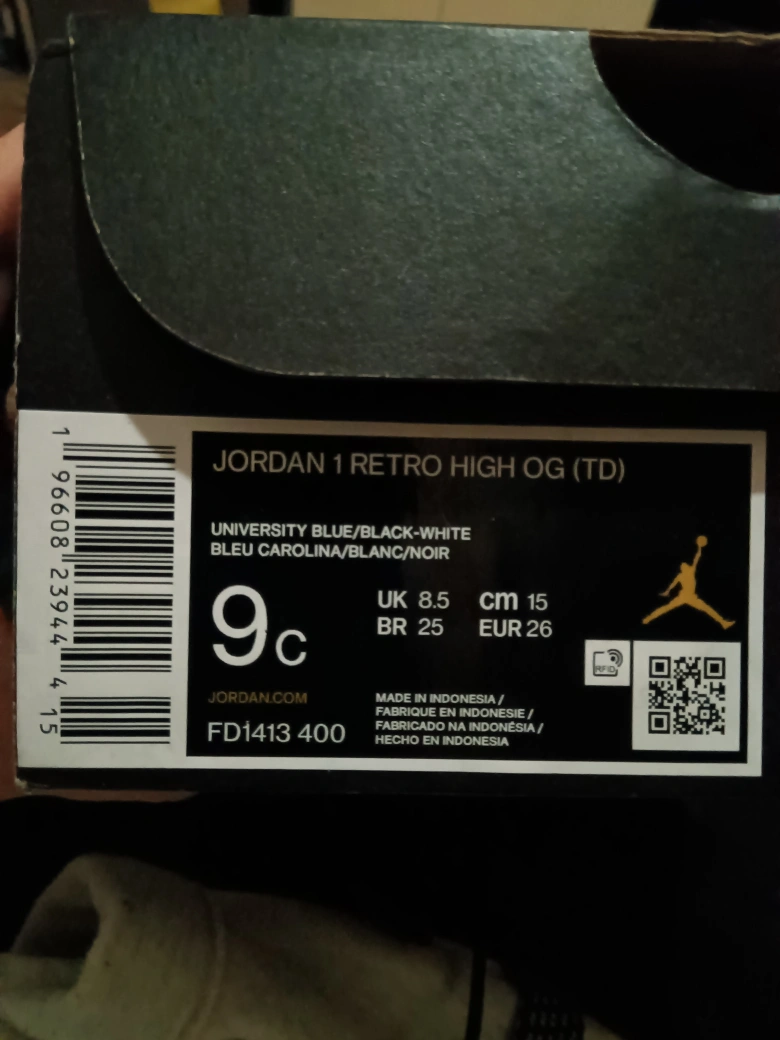 1 96608 23944 4 15
JORDAN 1 RETRO HIGH OG (TD)
UNIVERSITY BLUE/BLACK-WHITE
BLEU CAROLINA/BLANC/NOIR
9C
UK 8.5 cm 15
BR 25 EUR 26
RFID
JORDAN.COM
FD1413 400
MADE IN INDONESIA /
FABRIQUE EN INDONESIE /
FABRICADO NA INDONÉSIA /
HECHO EN INDONESIA